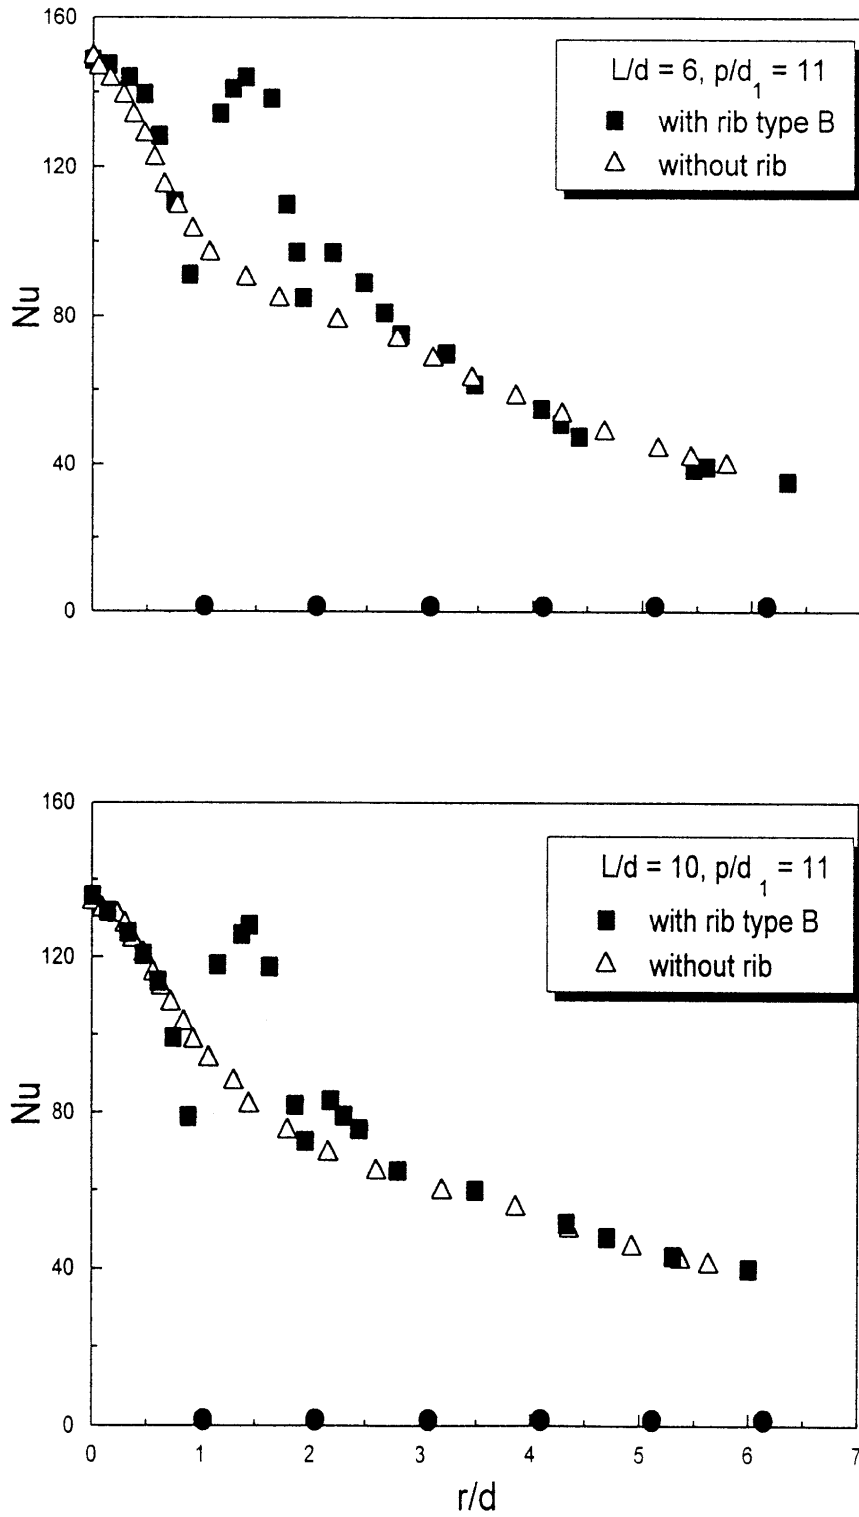 160
120
80
40
0
Nu
L/d = 6, p/d₁ = 11
with rib type B
without rib
160
120
80
40
0
Nu
L/d = 10, p/d₁ = 11
with rib type B
without rib
0 1 2 3 4 5 6 7
r/d